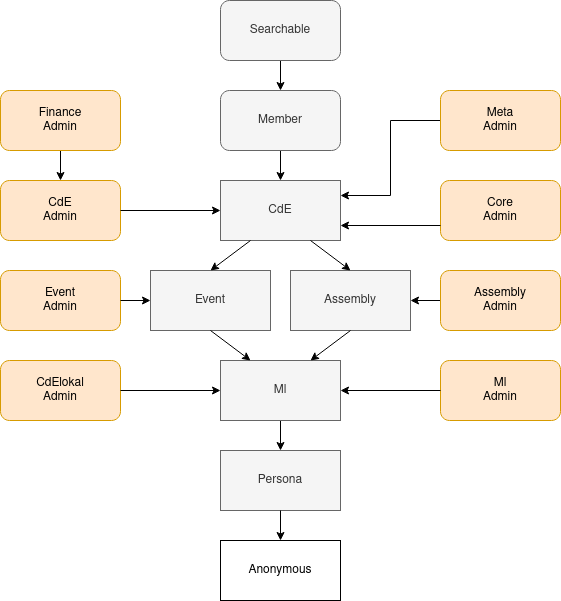 Searchable
Finance
Admin
Member
Meta
Admin
CdE
Admin
CdE
Core
Admin
Event
Admin
Event
Assembly
Assembly
Admin
CdElokal
Admin
Ml
Ml
Admin
Persona
Anonymous